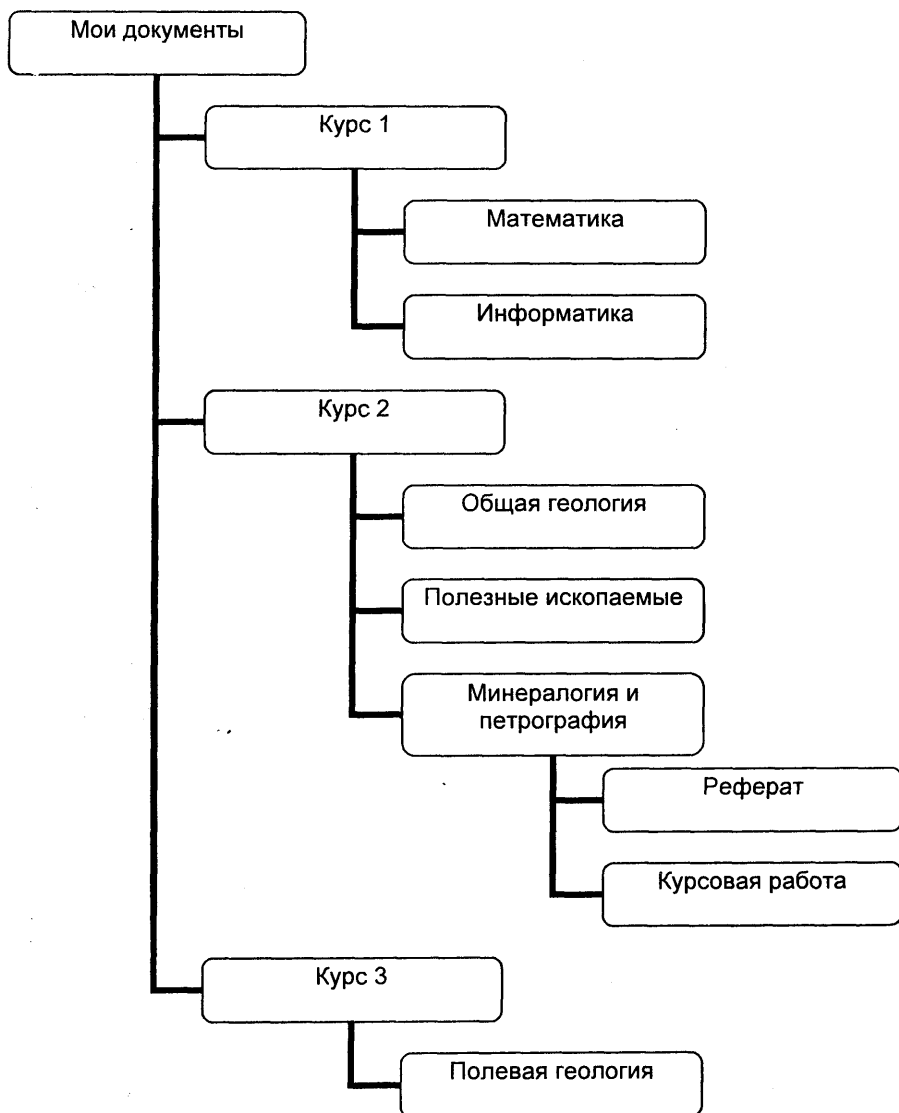 Мои документы
Курс 1
Математика
Информатика
Курс 2
Общая геология
Полезные ископаемые
Минералогия и
петрография
Реферат
Курсовая работа
Курс 3
Полевая геология